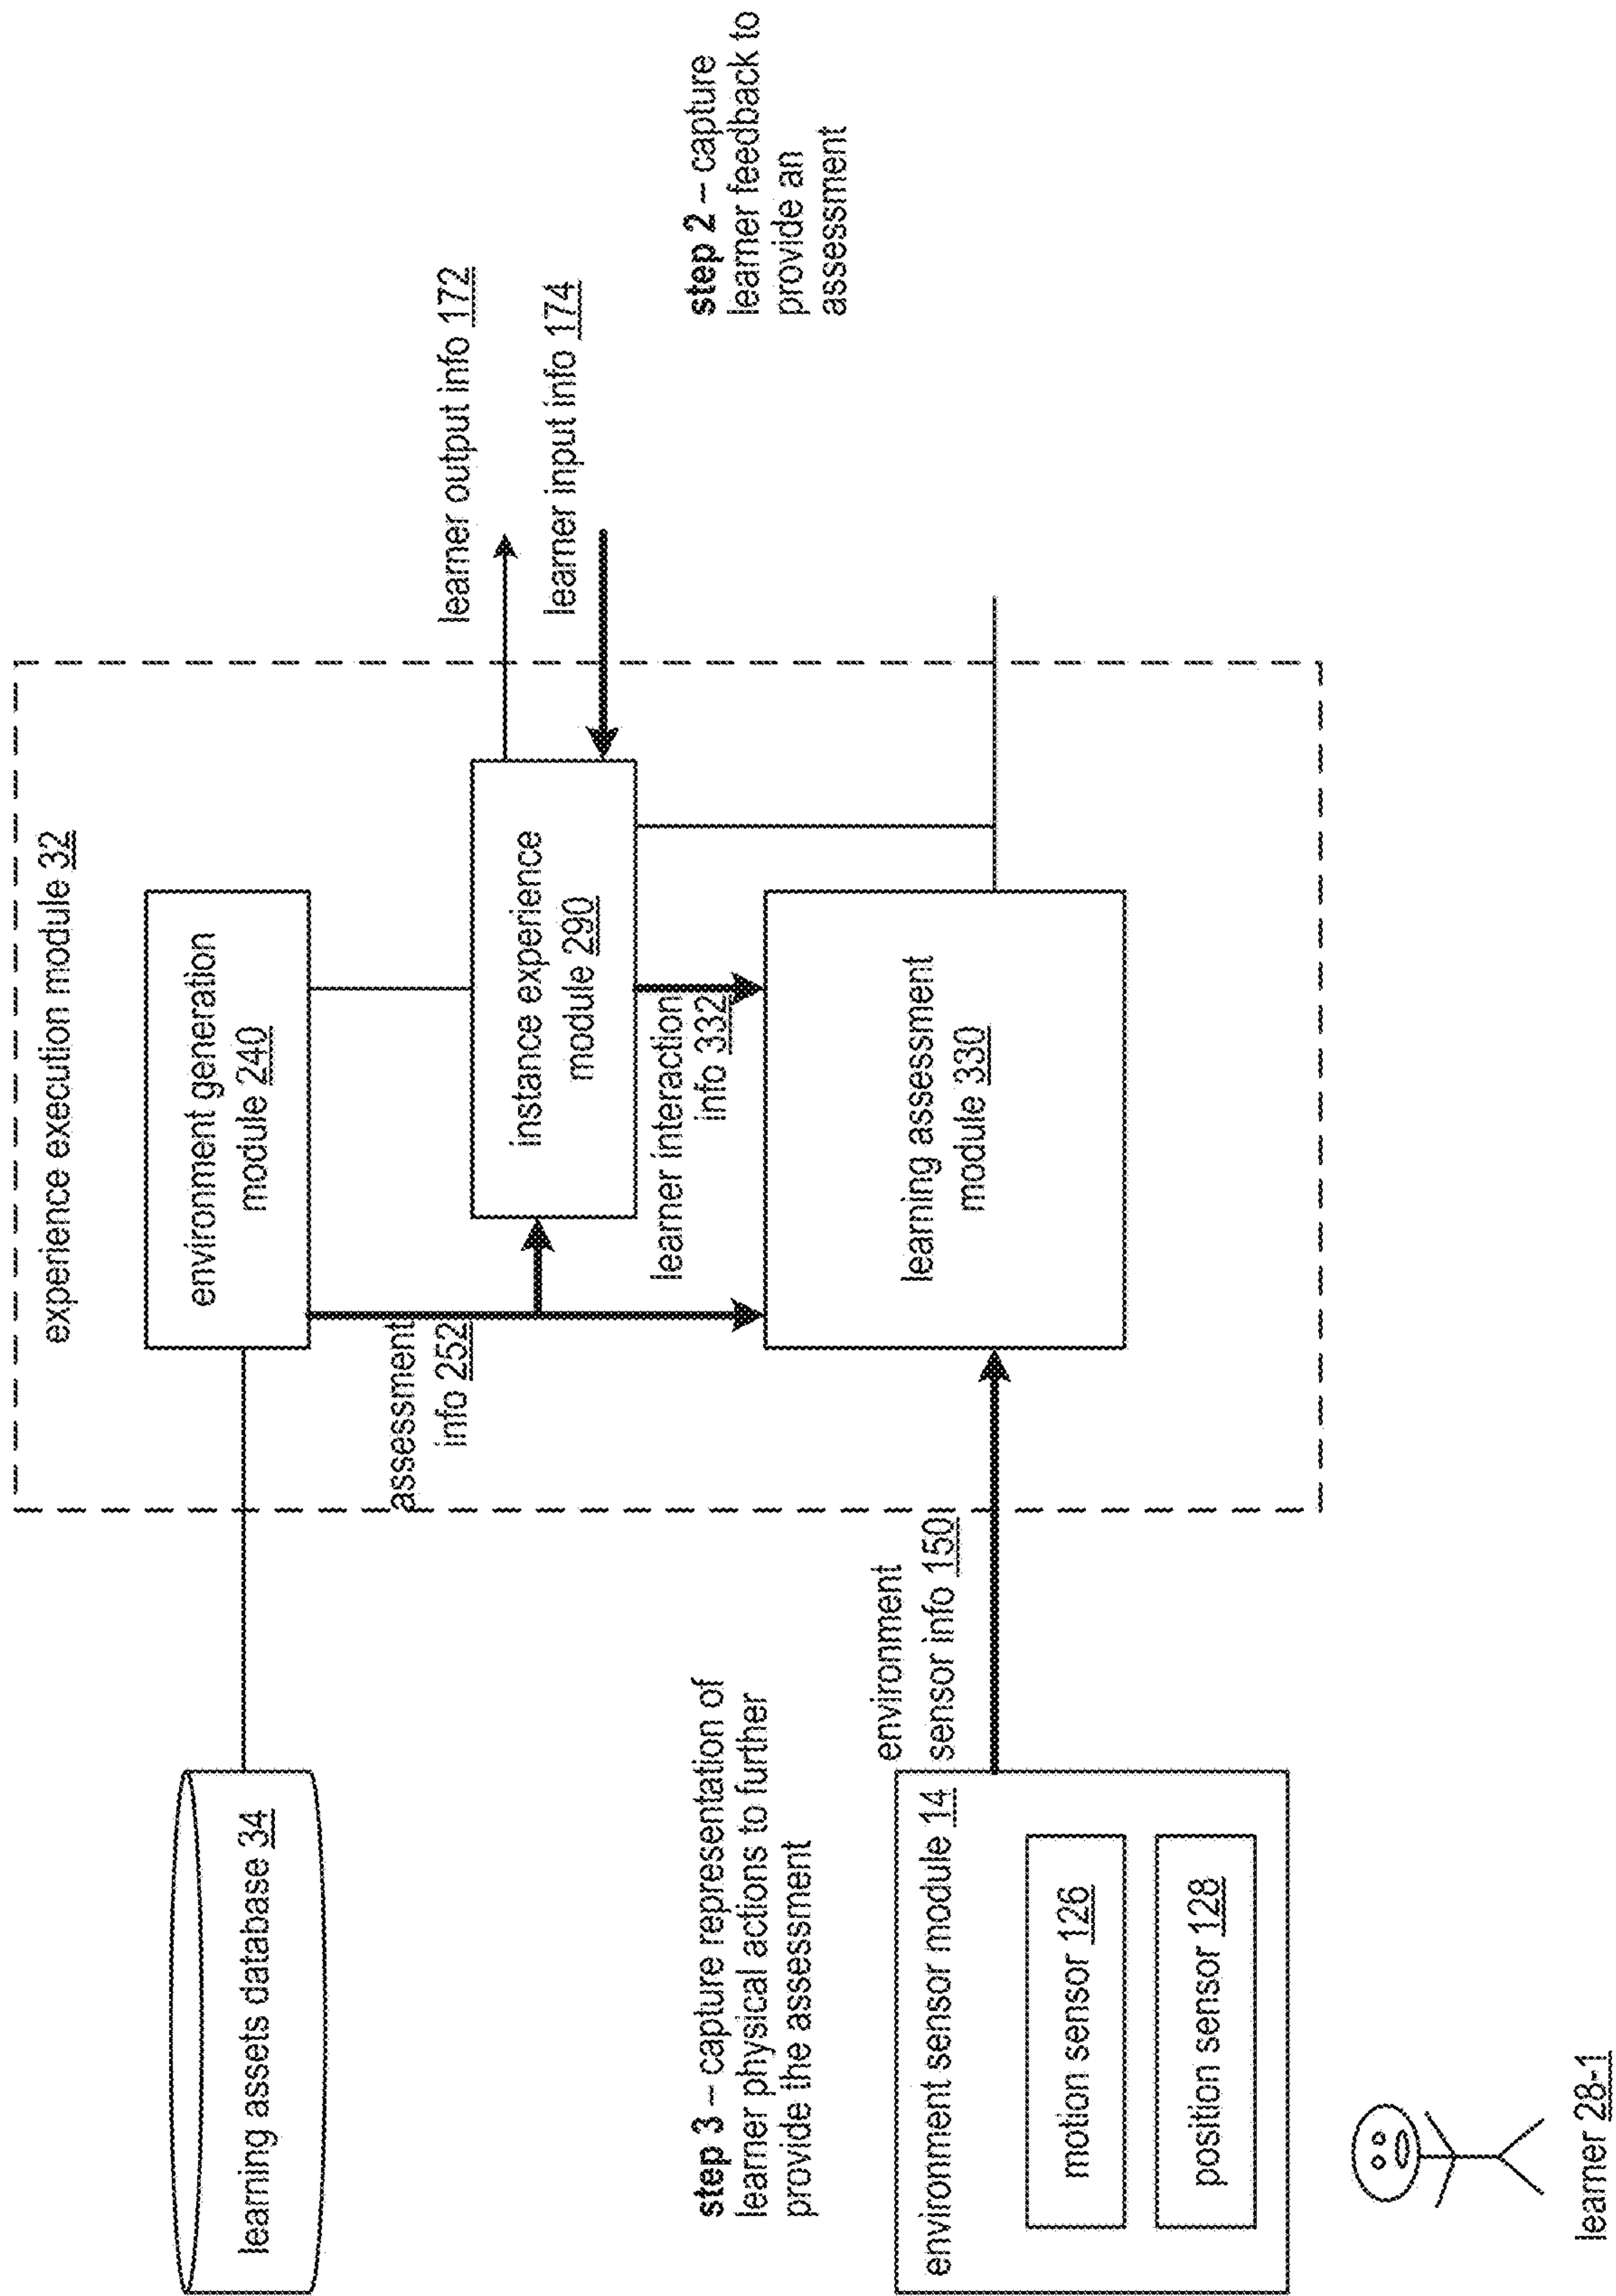 experience execution module 32
learning assets database 34
environment generation
module 240
assessment
info 252
instance experience
module 290
learner output info 172
learner input info 174
learner interaction
info 332
step 3 – capture representation of
learner physical actions to further
provide the assessment
step 2 – capture
learner feedback to
provide an
assessment
environment
sensor info 150
learning assessment
module 330
environment sensor module 14
motion sensor 126
position sensor 128
learner 28-1